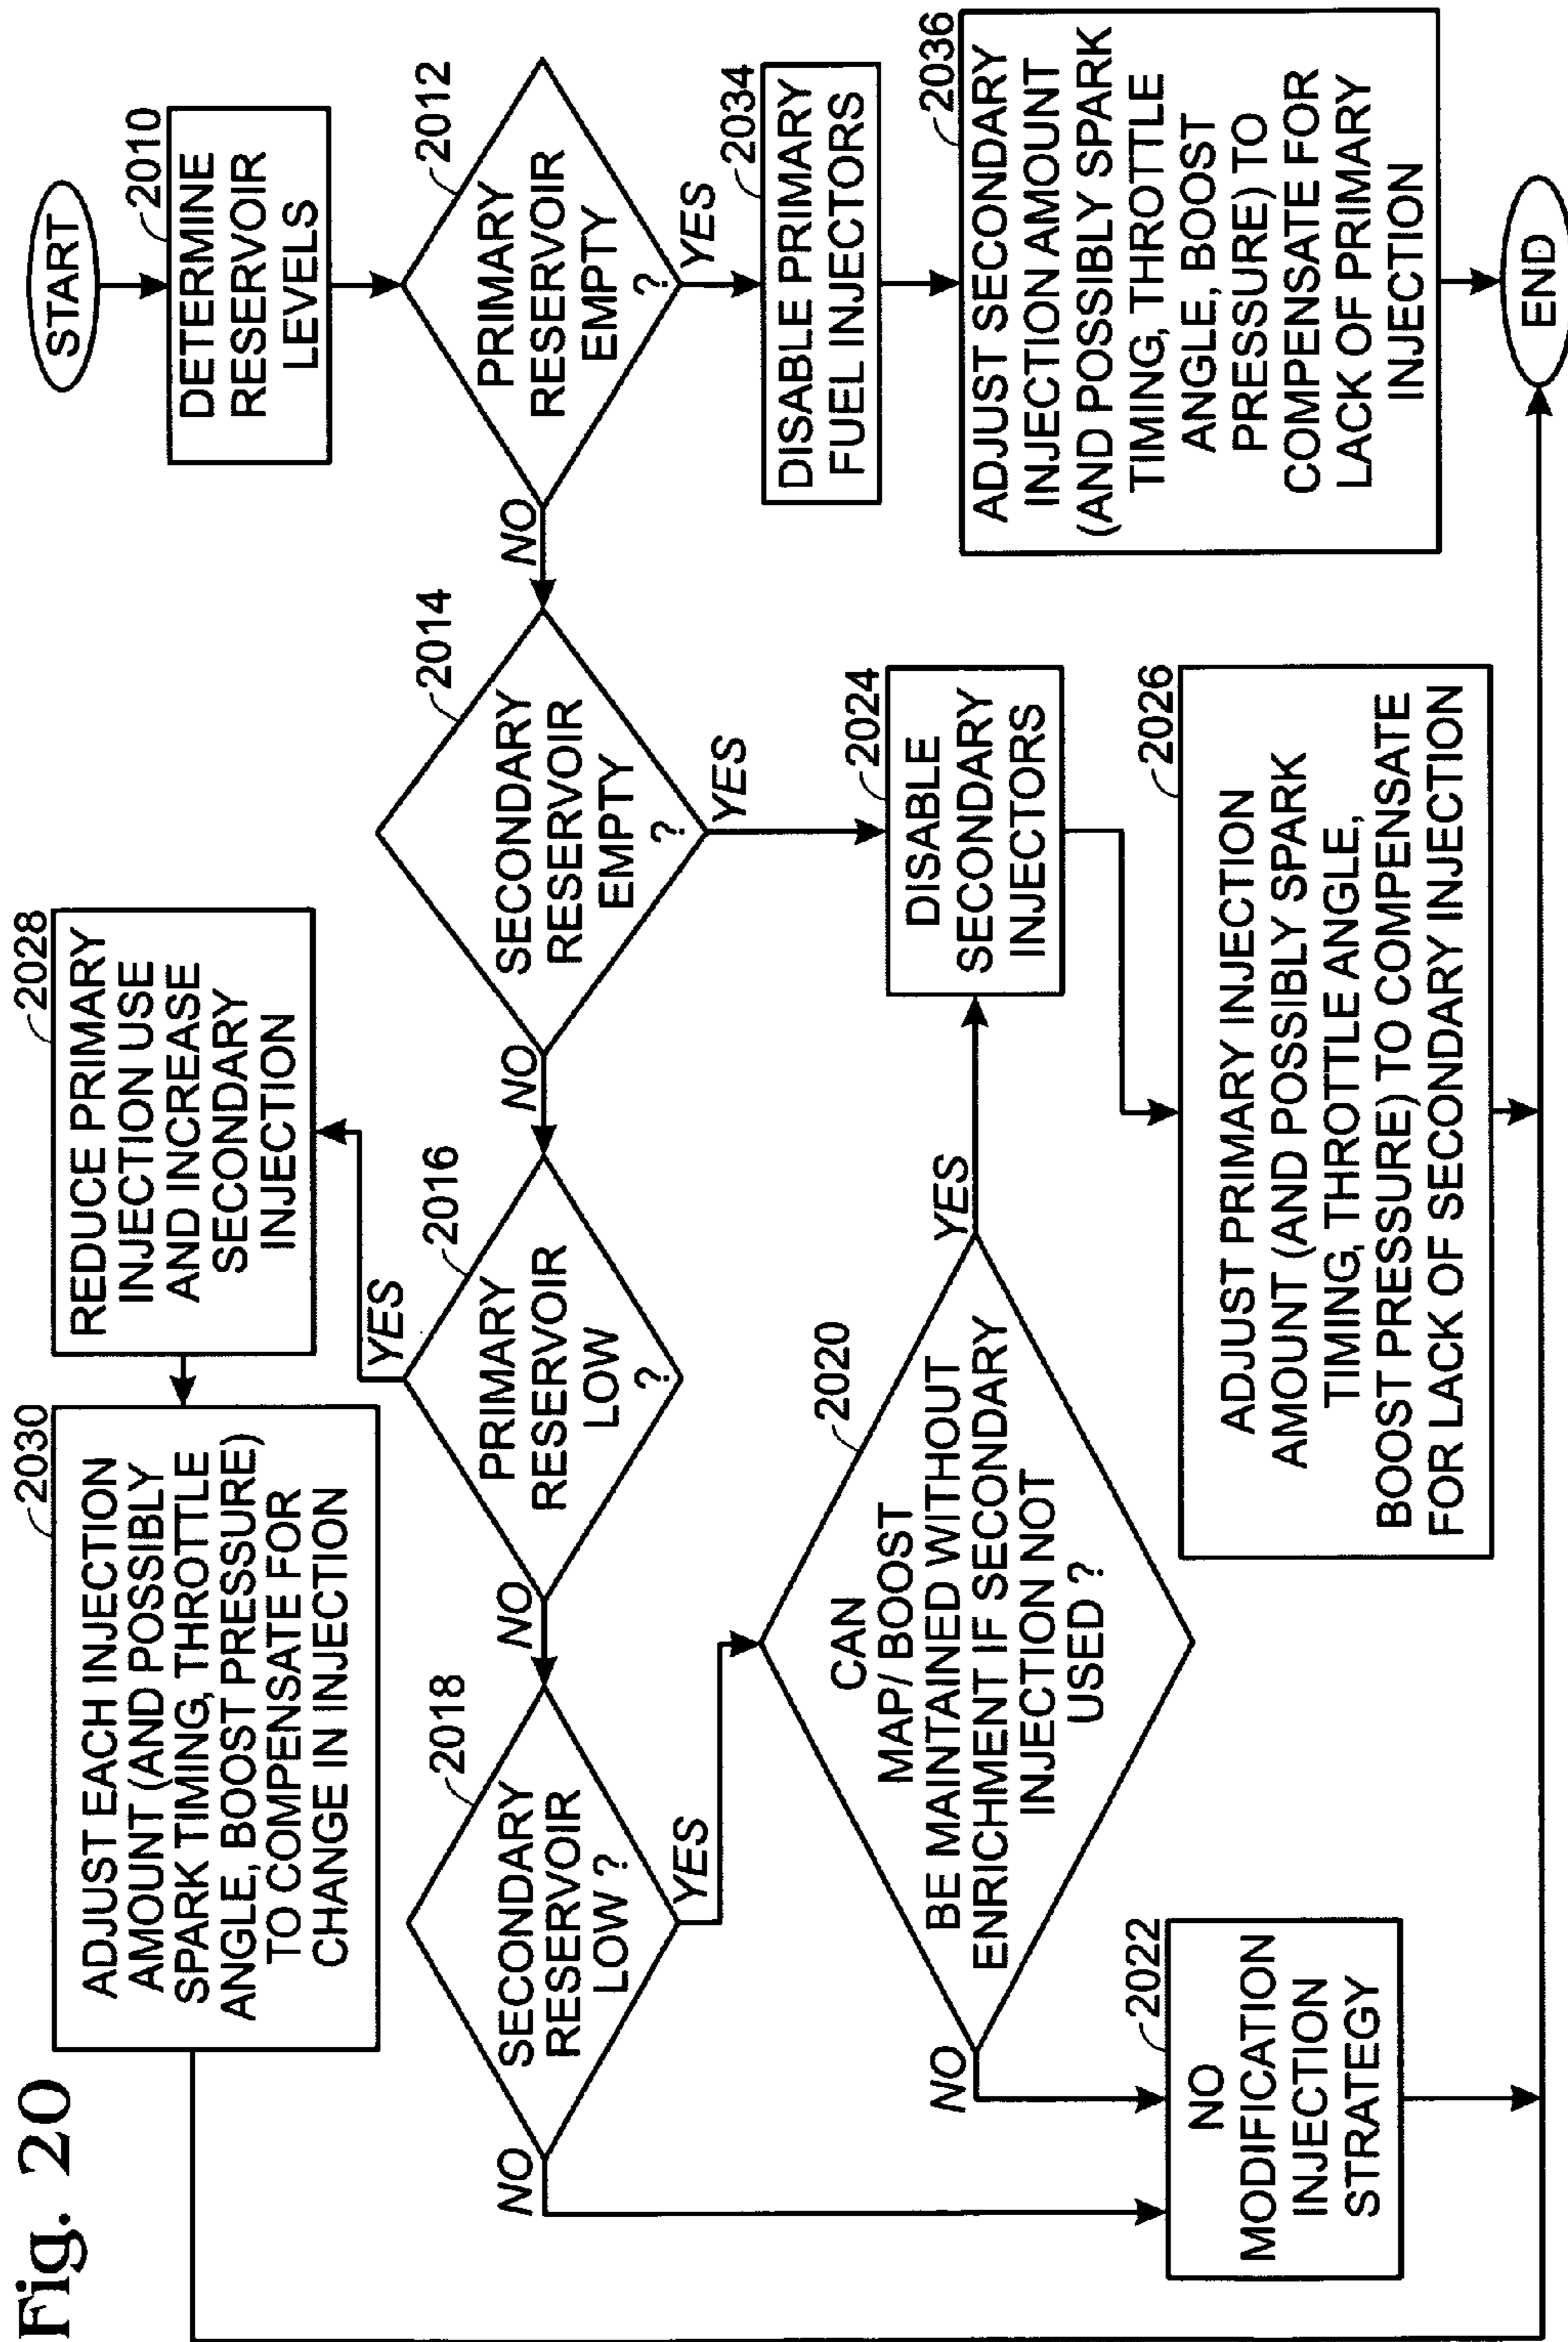 Fig. 20
START
2010
DETERMINE
RESERVOIR
LEVELS
2012
PRIMARY
RESERVOIR
EMPTY
?
YES
NO
2034
DISABLE PRIMARY
FUEL INJECTORS
2036
ADJUST SECONDARY
INJECTION AMOUNT
(AND POSSIBLY SPARK
TIMING, THROTTLE
ANGLE, BOOST
PRESSURE) TO
COMPENSATE FOR
LACK OF PRIMARY
INJECTION
END
2014
SECONDARY
RESERVOIR
EMPTY
?
YES
NO
2024
DISABLE
SECONDARY
INJECTORS
2026
ADJUST PRIMARY INJECTION
AMOUNT (AND POSSIBLY SPARK
TIMING, THROTTLE ANGLE,
BOOST PRESSURE) TO COMPENSATE
FOR LACK OF SECONDARY INJECTION
2016
PRIMARY
RESERVOIR
LOW
?
YES
NO
2028
REDUCE PRIMARY
INJECTION USE
AND INCREASE
SECONDARY
INJECTION
2030
ADJUST EACH INJECTION
AMOUNT (AND POSSIBLY
SPARK TIMING, THROTTLE
ANGLE, BOOST PRESSURE)
TO COMPENSATE FOR
CHANGE IN INJECTION
2018
SECONDARY
RESERVOIR
LOW ?
YES
NO
2020
CAN
MAP/ BOOST
BE MAINTAINED WITHOUT
ENRICHMENT IF SECONDARY
INJECTION NOT
USED ?
YES
NO
2022
NO
MODIFICATION
INJECTION
STRATEGY